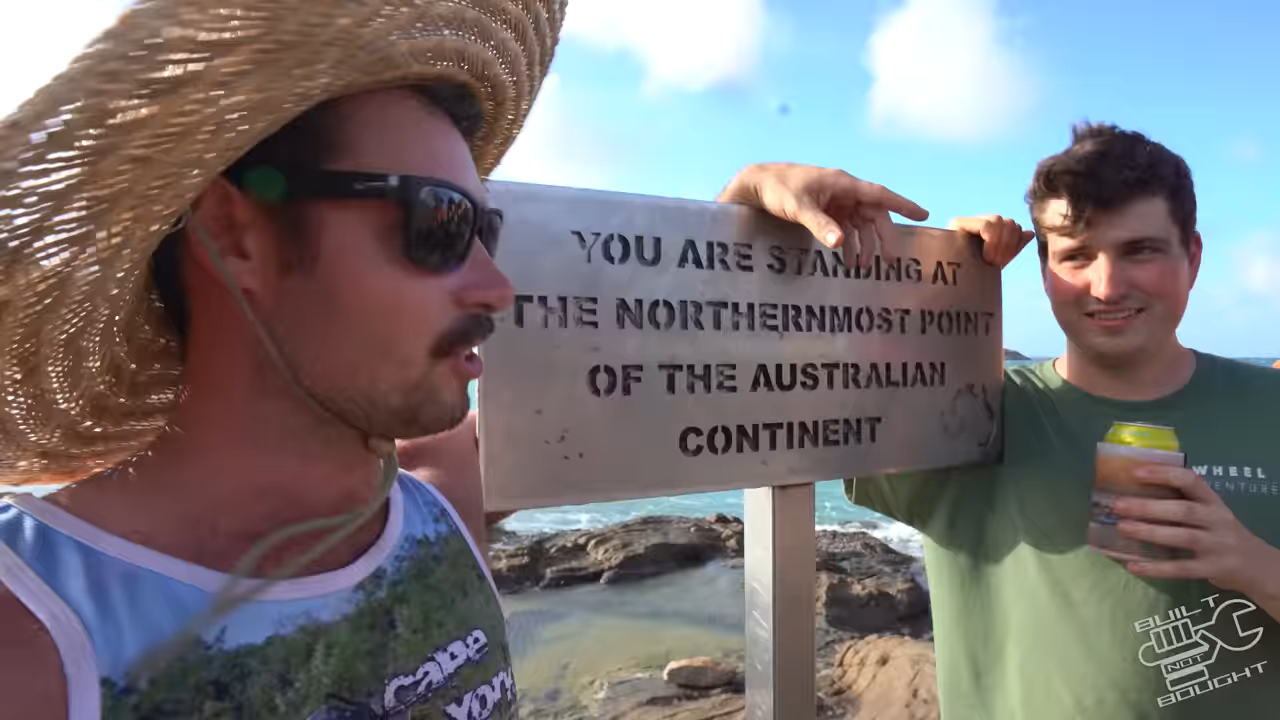 YOU ARE STANDING AT
THE NORTHERNMOST POINT
OF THE AUSTRALIAN
CONTINENT
Cape
York
WHEEL
BUILT
NOT
BOUGHT